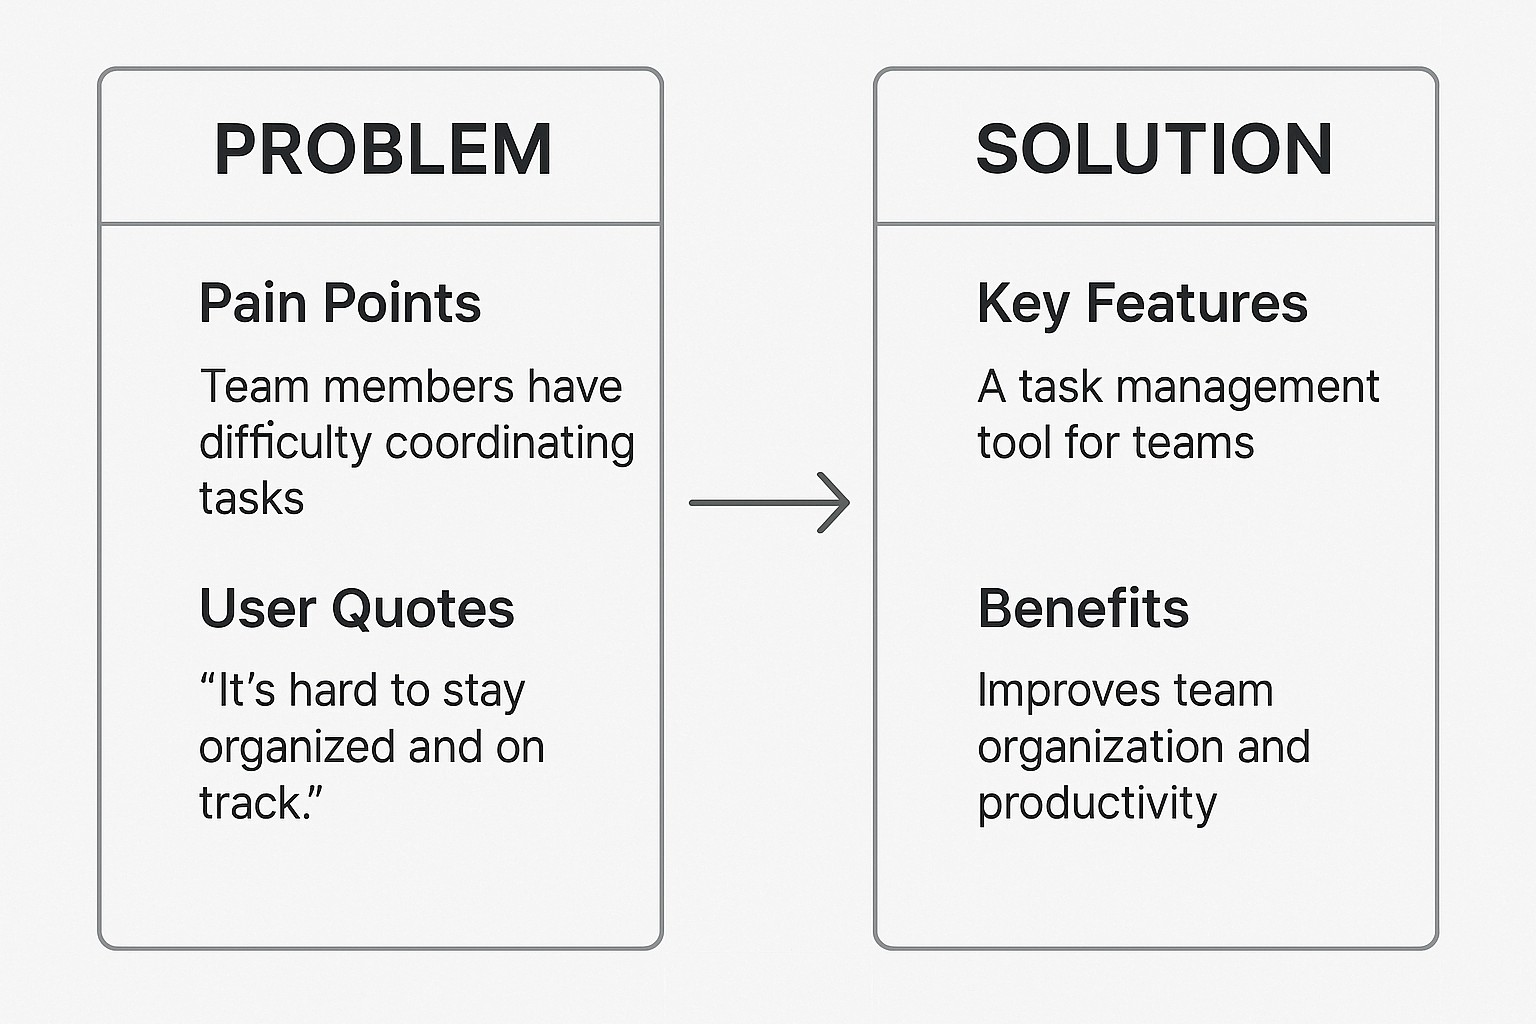 PROBLEM
Pain Points
Team members have
difficulty coordinating
tasks
User Quotes
“It’s hard to stay
organized and on
track.”
SOLUTION
Key Features
A task management
tool for teams
Benefits
Improves team
organization and
productivity